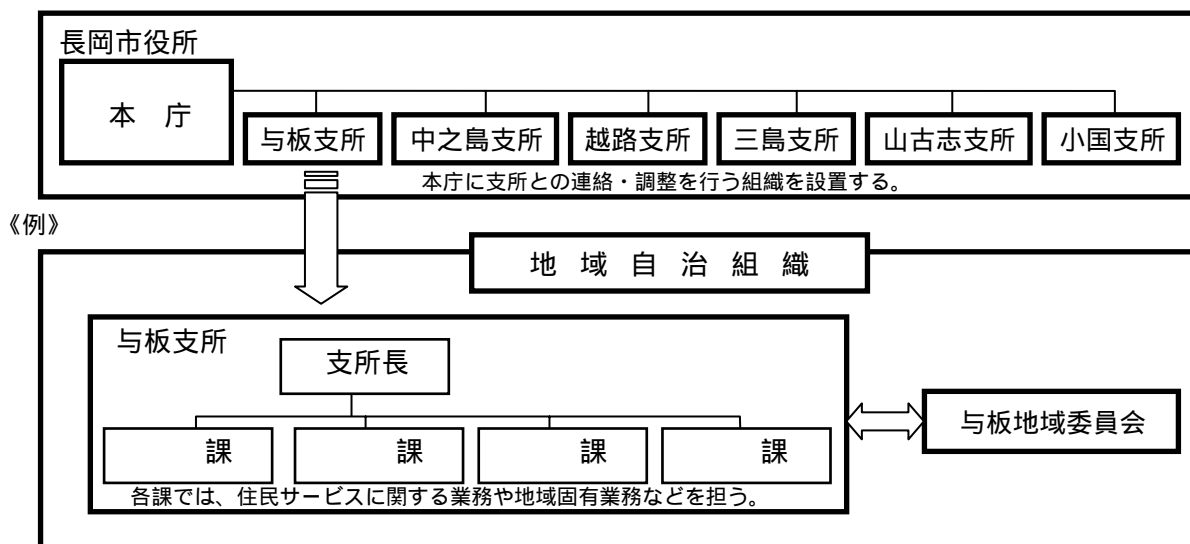 長岡市役所
本 庁
与板支所
中之島支所
越路支所
三島支所
山古志支所
小国支所
本庁に支所との連絡・調整を行う組織を設置する。
《例》
地 域 自 治 組 織
与板支所
支所長
課
課
課
課
各課では、住民サービスに関する業務や地域固有業務などを担う。
与板地域委員会